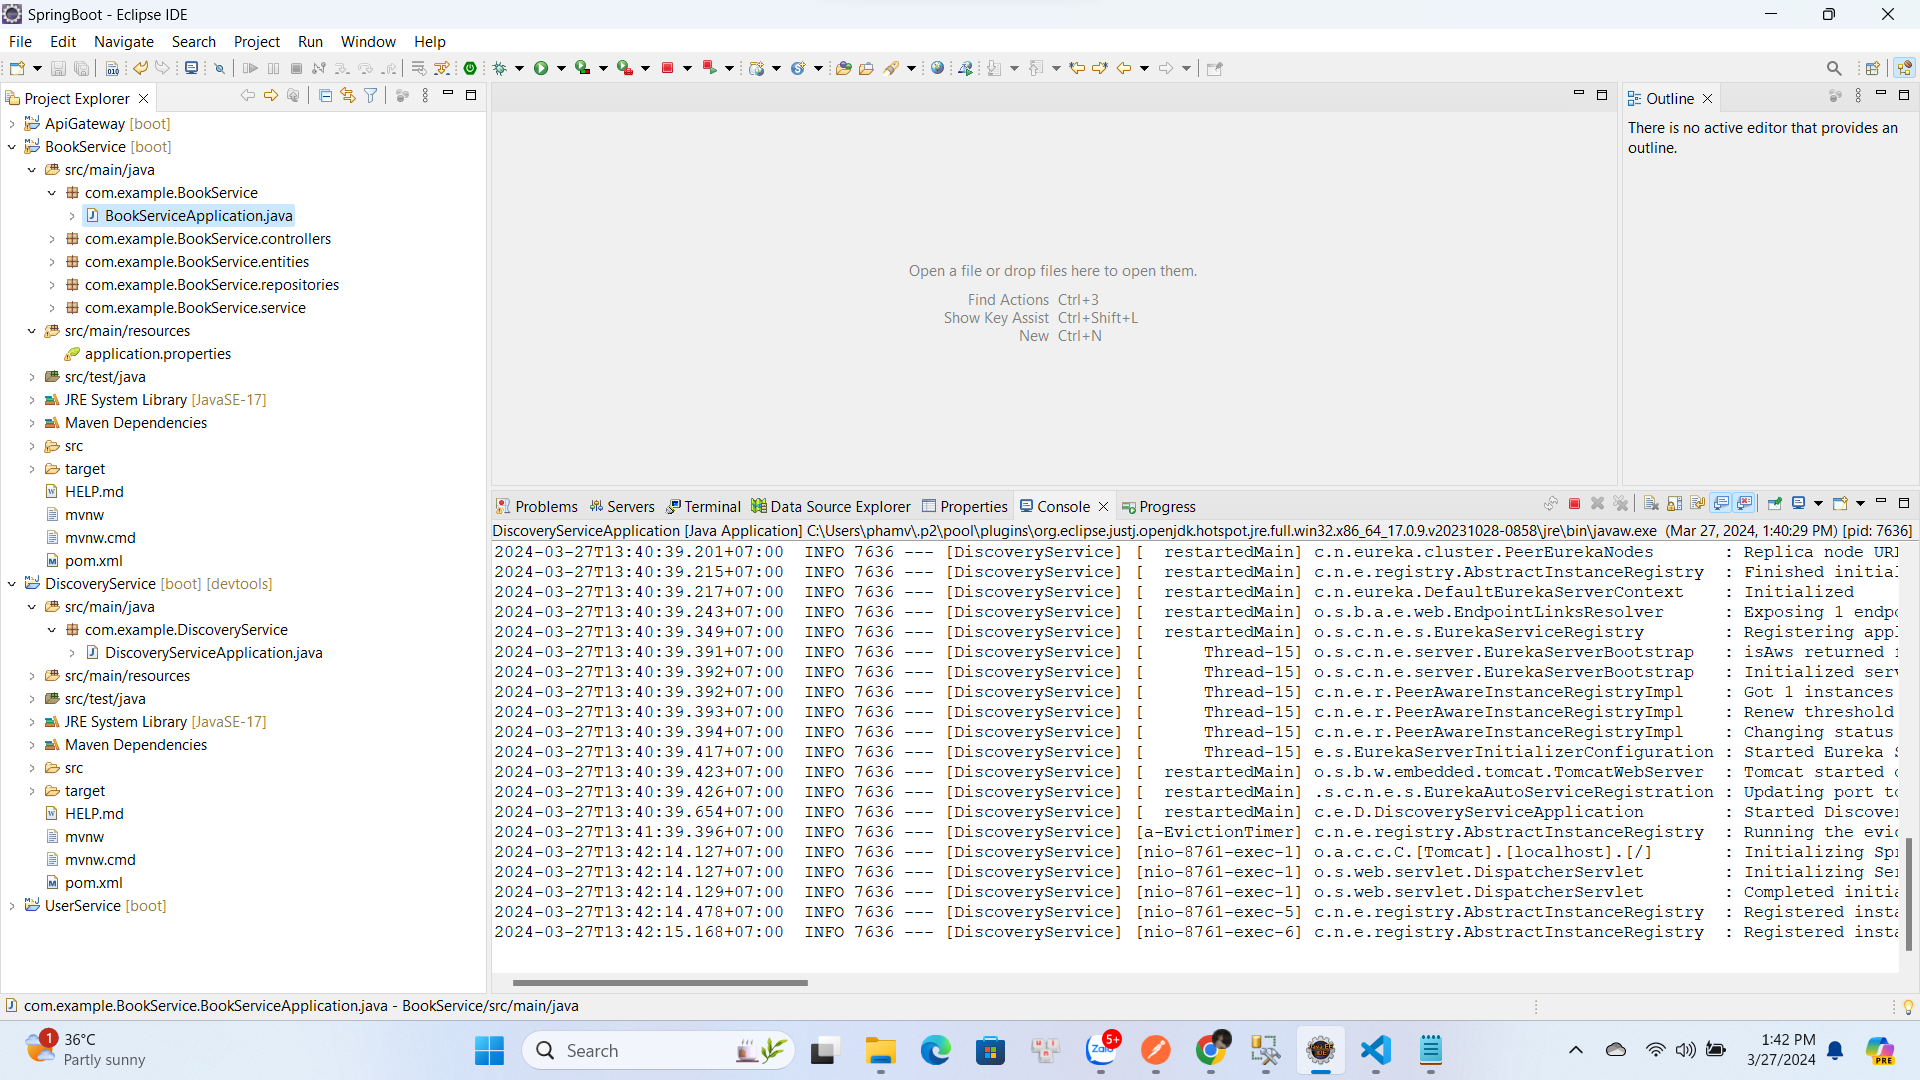 SpringBoot - Eclipse IDE
File Edit Navigate Search Project Run Window Help
Project Explorer
ApiGateway [boot]
BookService [boot]
src/main/java
com.example.BookService
BookServiceApplication.java
com.example.BookService.controllers
com.example.BookService.entities
com.example.BookService.repositories
com.example.BookService.service
src/main/resources
application.properties
src/test/java
JRE System Library [JavaSE-17]
Maven Dependencies
src
target
HELP.md
mvnw
mvnw.cmd
pom.xml
DiscoveryService [boot] [devtools]
src/main/java
com.example.DiscoveryService
DiscoveryServiceApplication.java
src/main/resources
src/test/java
JRE System Library [JavaSE-17]
Maven Dependencies
src
target
HELP.md
mvnw
mvnw.cmd
pom.xml
UserService [boot]
Open a file or drop files here to open them.
Find Actions Ctrl+3
Show Key Assist Ctrl+Shift+L
New Ctrl+N
Outline
There is no active editor that provides an
outline.
Problems Servers Terminal Data Source Explorer Properties Console Progress
DiscoveryServiceApplication [Java Application] C:\Users\phamv\.p2\pool\plugins\org.eclipse.justj.openjdk.hotspot.jre.full.win32.x86_64_17.0.9.v20231028-0858\jre\bin\javaw.exe (Mar 27, 2024, 1:40:29 PM) [pid: 7636]
2024-03-27T13:40:39.201+07:00 INFO 7636 --- [DiscoveryService] [ restartedMain] c.n.eureka.cluster.PeerEurekaNodes : Replica node URL
2024-03-27T13:40:39.215+07:00 INFO 7636 --- [DiscoveryService] [ restartedMain] c.n.e.registry.AbstractInstanceRegistry : Finished initial
2024-03-27T13:40:39.217+07:00 INFO 7636 --- [DiscoveryService] [ restartedMain] c.n.eureka.DefaultEurekaServerContext : Initialized
2024-03-27T13:40:39.243+07:00 INFO 7636 --- [DiscoveryService] [ restartedMain] o.s.b.a.e.web.EndpointLinksResolver : Exposing 1 endpo
2024-03-27T13:40:39.349+07:00 INFO 7636 --- [DiscoveryService] [ restartedMain] o.s.c.n.e.s.EurekaServiceRegistry : Registering appl
2024-03-27T13:40:39.391+07:00 INFO 7636 --- [DiscoveryService] [ Thread-15] o.s.c.n.e.server.EurekaServerBootstrap : isAws returned
2024-03-27T13:40:39.392+07:00 INFO 7636 --- [DiscoveryService] [ Thread-15] o.s.c.n.e.server.EurekaServerBootstrap : Initialized serv
2024-03-27T13:40:39.392+07:00 INFO 7636 --- [DiscoveryService] [ Thread-15] c.n.e.r.PeerAwareInstanceRegistryImpl : Got 1 instances
2024-03-27T13:40:39.393+07:00 INFO 7636 --- [DiscoveryService] [ Thread-15] c.n.e.r.PeerAwareInstanceRegistryImpl : Renew threshold
2024-03-27T13:40:39.394+07:00 INFO 7636 --- [DiscoveryService] [ Thread-15] c.n.e.r.PeerAwareInstanceRegistryImpl : Changing status
2024-03-27T13:40:39.417+07:00 INFO 7636 --- [DiscoveryService] [ Thread-15] e.s.EurekaServerInitializerConfiguration : Started Eureka S
2024-03-27T13:40:39.423+07:00 INFO 7636 --- [DiscoveryService] [ restartedMain] o.s.b.w.embedded.tomcat.TomcatWebServer : Tomcat started o
2024-03-27T13:40:39.426+07:00 INFO 7636 --- [DiscoveryService] [ restartedMain] .s.c.n.e.s.EurekaAutoServiceRegistration : Updating port to
2024-03-27T13:40:39.654+07:00 INFO 7636 --- [DiscoveryService] [ restartedMain] c.e.D.DiscoveryServiceApplication : Started Discover
2024-03-27T13:41:39.396+07:00 INFO 7636 --- [DiscoveryService] [a-EvictionTimer] c.n.e.registry.AbstractInstanceRegistry : Running the evic
2024-03-27T13:42:14.127+07:00 INFO 7636 --- [DiscoveryService] [nio-8761-exec-1] o.a.c.c.C.[Tomcat].[localhost].[/] : Initializing Spr
2024-03-27T13:42:14.127+07:00 INFO 7636 --- [DiscoveryService] [nio-8761-exec-1] o.s.web.servlet.DispatcherServlet : Initializing Ser
2024-03-27T13:42:14.129+07:00 INFO 7636 --- [DiscoveryService] [nio-8761-exec-1] o.s.web.servlet.DispatcherServlet : Completed initia
2024-03-27T13:42:14.478+07:00 INFO 7636 --- [DiscoveryService] [nio-8761-exec-5] c.n.e.registry.AbstractInstanceRegistry : Registered insta
2024-03-27T13:42:15.168+07:00 INFO 7636 --- [DiscoveryService] [nio-8761-exec-6] c.n.e.registry.AbstractInstanceRegistry : Registered insta
com.example.BookService.BookServiceApplication.java - BookService/src/main/java
1
36°C
Partly sunny
Search
Zalo
5+
1:42 PM
3/27/2024
PRE